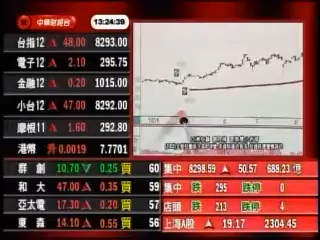 中華財經台 13:24:39
台指12 ▲ 48.00 8293.00
電子12 ▲ 2.10 295.75
金融12 ▲ 0.20 1015.00
小台12 ▲ 47.00 8292.00
摩根11 ▲ 1.60 292.80
港幣 升 0.0019 7.7701
群創 10.70 ▽ 0.25 買 60
和大 47.00 ▲ 0.35 買 59
亞太電 17.30 △ 0.20 買 57
東森 14.10 △ 0.55 買 56
集中 8298.59 ▲ 50.57 688.23 億
集中 跌 295 跌停 0
店頭 跌 213 跌停 4
上海A股 ▲ 19.17 2304.45